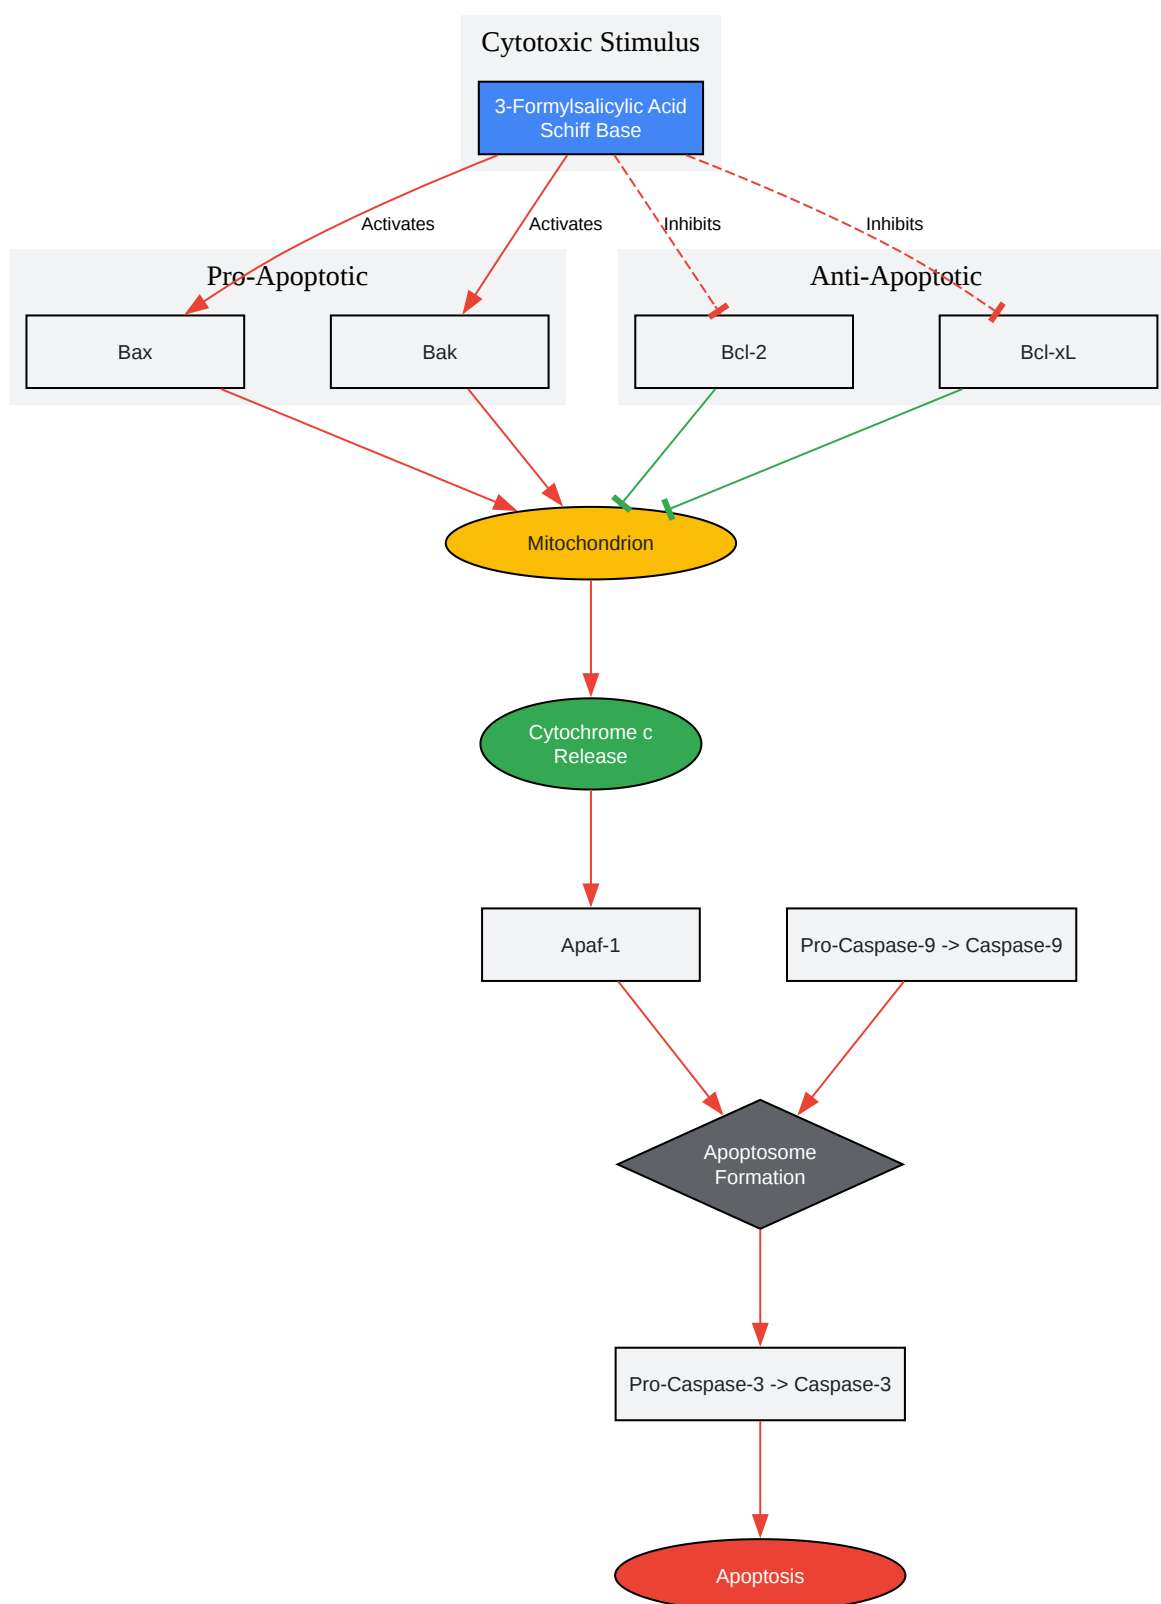 Cytotoxic Stimulus
3-Formylsalicylic Acid
Schiff Base
Activates
Activates
Inhibits
Inhibits
Pro-Apoptotic
Anti-Apoptotic
Bax
Bak
Bcl-2
Bcl-xL
Mitochondrion
Cytochrome c
Release
Apaf-1
Pro-Caspase-9 -> Caspase-9
Apoptosome
Formation
Pro-Caspase-3 -> Caspase-3
Apoptosis